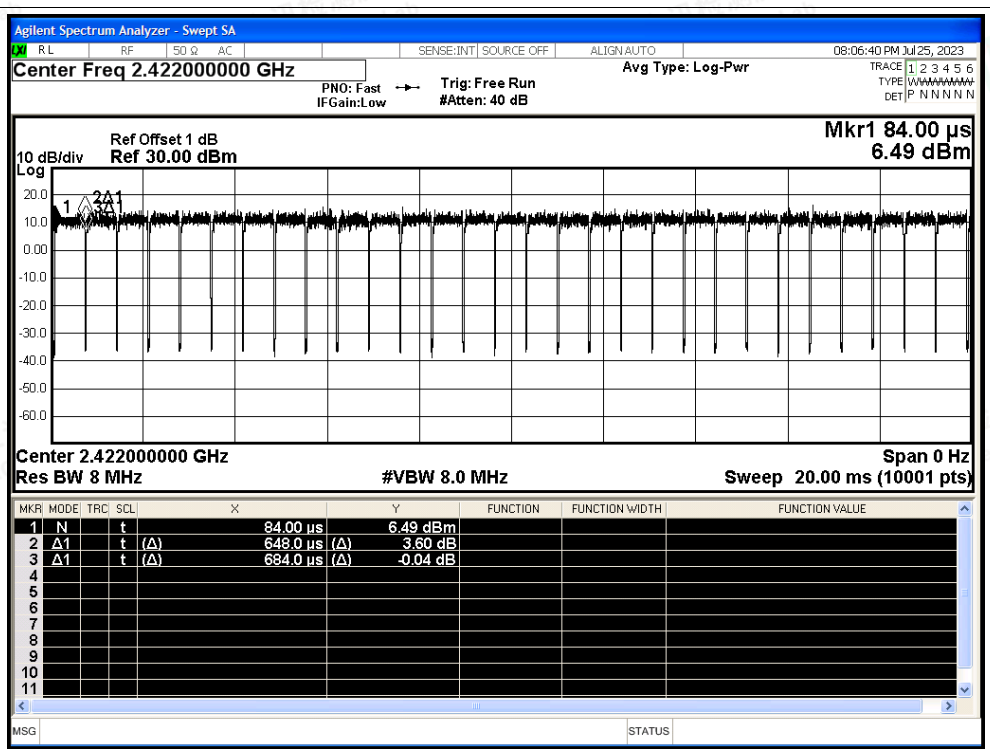 Agilent Spectrum Analyzer - Swept SA
LXI RL RF 50 Ω AC SENSE:INT SOURCE OFF ALIGN AUTO 08:06:40 PM Jul 25, 2023
Center Freq 2.422000000 GHz
PNO: Fast
IFGain:Low
Trig: Free Run
#Atten: 40 dB
Avg Type: Log-Pwr
TRACE 1 2 3 4 5 6
TYPE W
DET P N N N N N
Ref Offset 1 dB
Ref 30.00 dBm
10 dB/div
Log
Mkr1 84.00 µs
6.49 dBm
20.0
10.0
0.00
-10.0
-20.0
-30.0
-40.0
-50.0
-60.0
1
2Δ1
3Δ1
Center 2.422000000 GHz Span 0 Hz
Res BW 8 MHz #VBW 8.0 MHz Sweep 20.00 ms (10001 pts)
MKR MODE TRC SCL X Y FUNCTION FUNCTION WIDTH FUNCTION VALUE
1 N t 84.00 µs 6.49 dBm
2 Δ1 t (Δ) 648.0 µs (Δ) 3.60 dB
3 Δ1 t (Δ) 684.0 µs (Δ) -0.04 dB
4
5
6
7
8
9
10
11
MSG STATUS